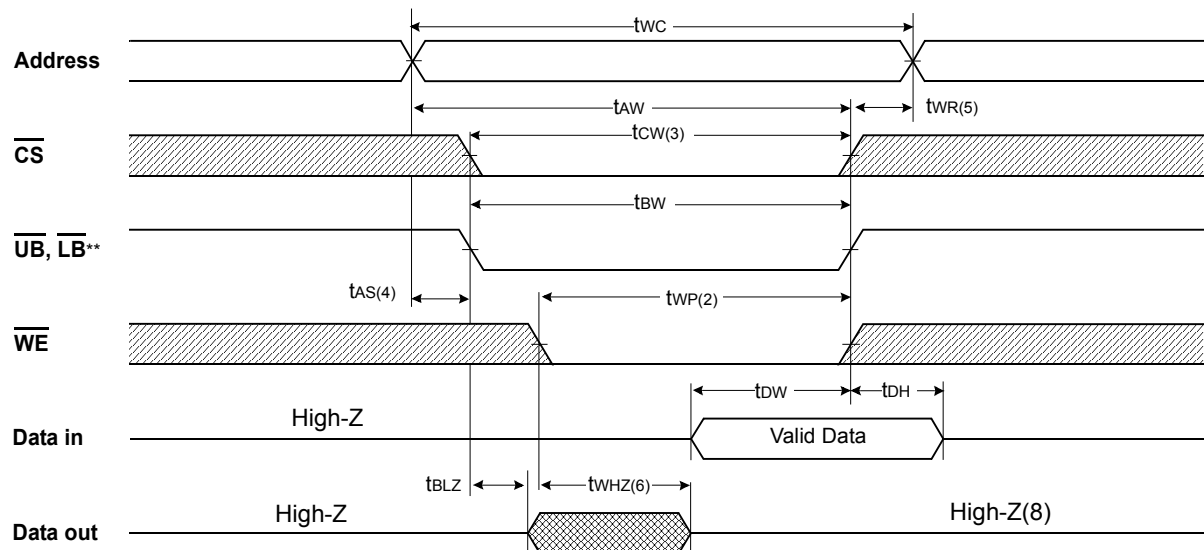 tWC
Address
tAW
tWR(5)
tCW(3)
CS
tBW
UB, LB**
tAS(4)
tWP(2)
WE
tDW
tDH
High-Z
Data in
Valid Data
tBLZ
tWHZ(6)
High-Z
High-Z(8)
Data out